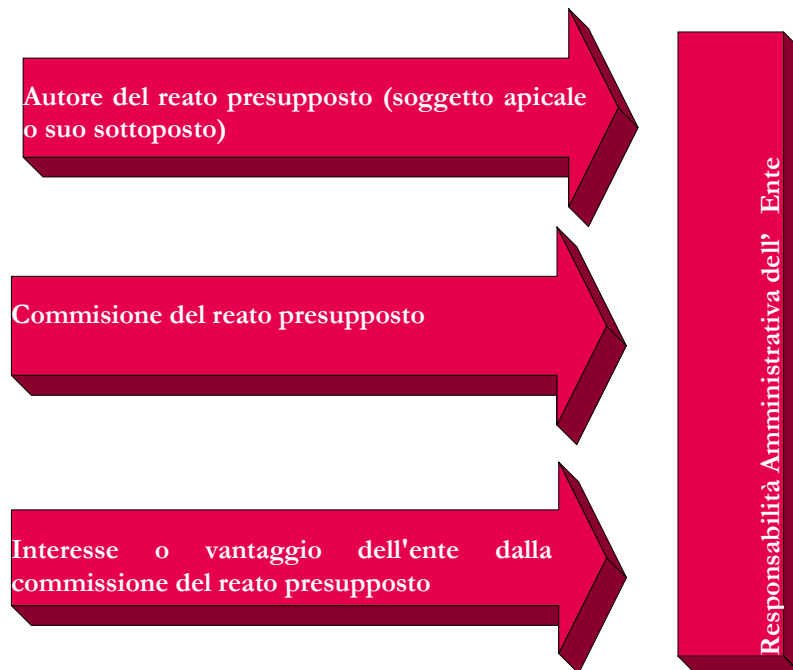 Autore del reato presupposto (soggetto apicale
o suo sottoposto)
Commisione del reato presupposto
Interesse o vantaggio dell'ente dalla
commissione del reato presupposto
Responsabilità Amministrativa dell’ Ente